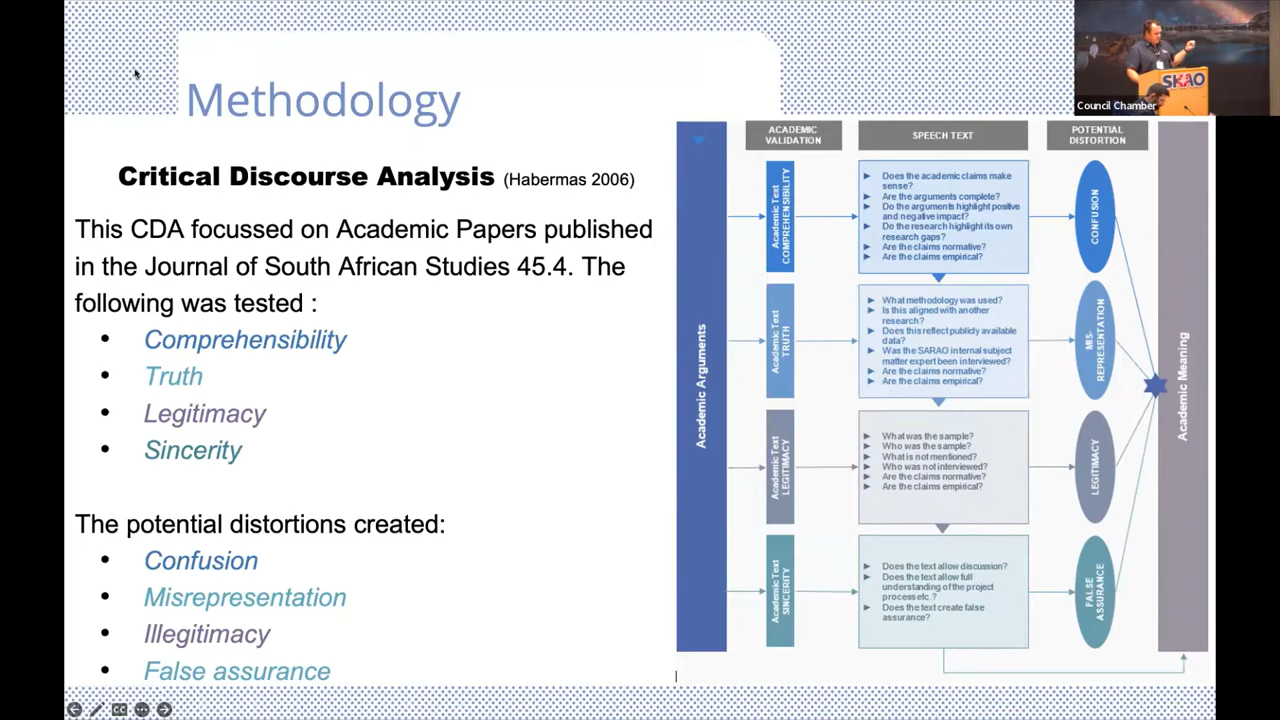 Methodology
Critical Discourse Analysis (Habermas 2006)
This CDA focussed on Academic Papers published
in the Journal of South African Studies 45.4. The
following was tested :
• Comprehensibility
• Truth
• Legitimacy
• Sincerity
The potential distortions created:
• Confusion
• Misrepresentation
• Illegitimacy
• False assurance
SKAO
Council Chamber
ACADEMIC
VALIDATION
SPEECH TEXT
POTENTIAL
DISTORTION
Academic Arguments
Academic Text
COMPREHENSIBILITY
Does the academic claims make
sense?
Are the arguments complete?
Do the arguments highlight positive
and negative impact?
Do the research highlight its own
research gaps?
Are the claims normative?
Are the claims empirical?
CONFUSION
Academic Text
TRUTH
What methodology was used?
Is this aligned with another
research?
Does this reflect publicly available
data?
Was the SARAO internal subject
matter expert been interviewed?
Are the claims normative?
Are the claims empirical?
MIS-
REPRESENTATION
Academic Text
LEGITIMACY
What was the sample?
Who was the sample?
What is not mentioned?
Who was not interviewed?
Are the claims normative?
Are the claims empirical?
LEGITIMACY
Academic Text
SINCERITY
Does the text allow discussion?
Does the text allow full
understanding of the project
process etc.?
Does the text create false
assurance?
FALSE
ASSURANCE
Academic Meaning
CC